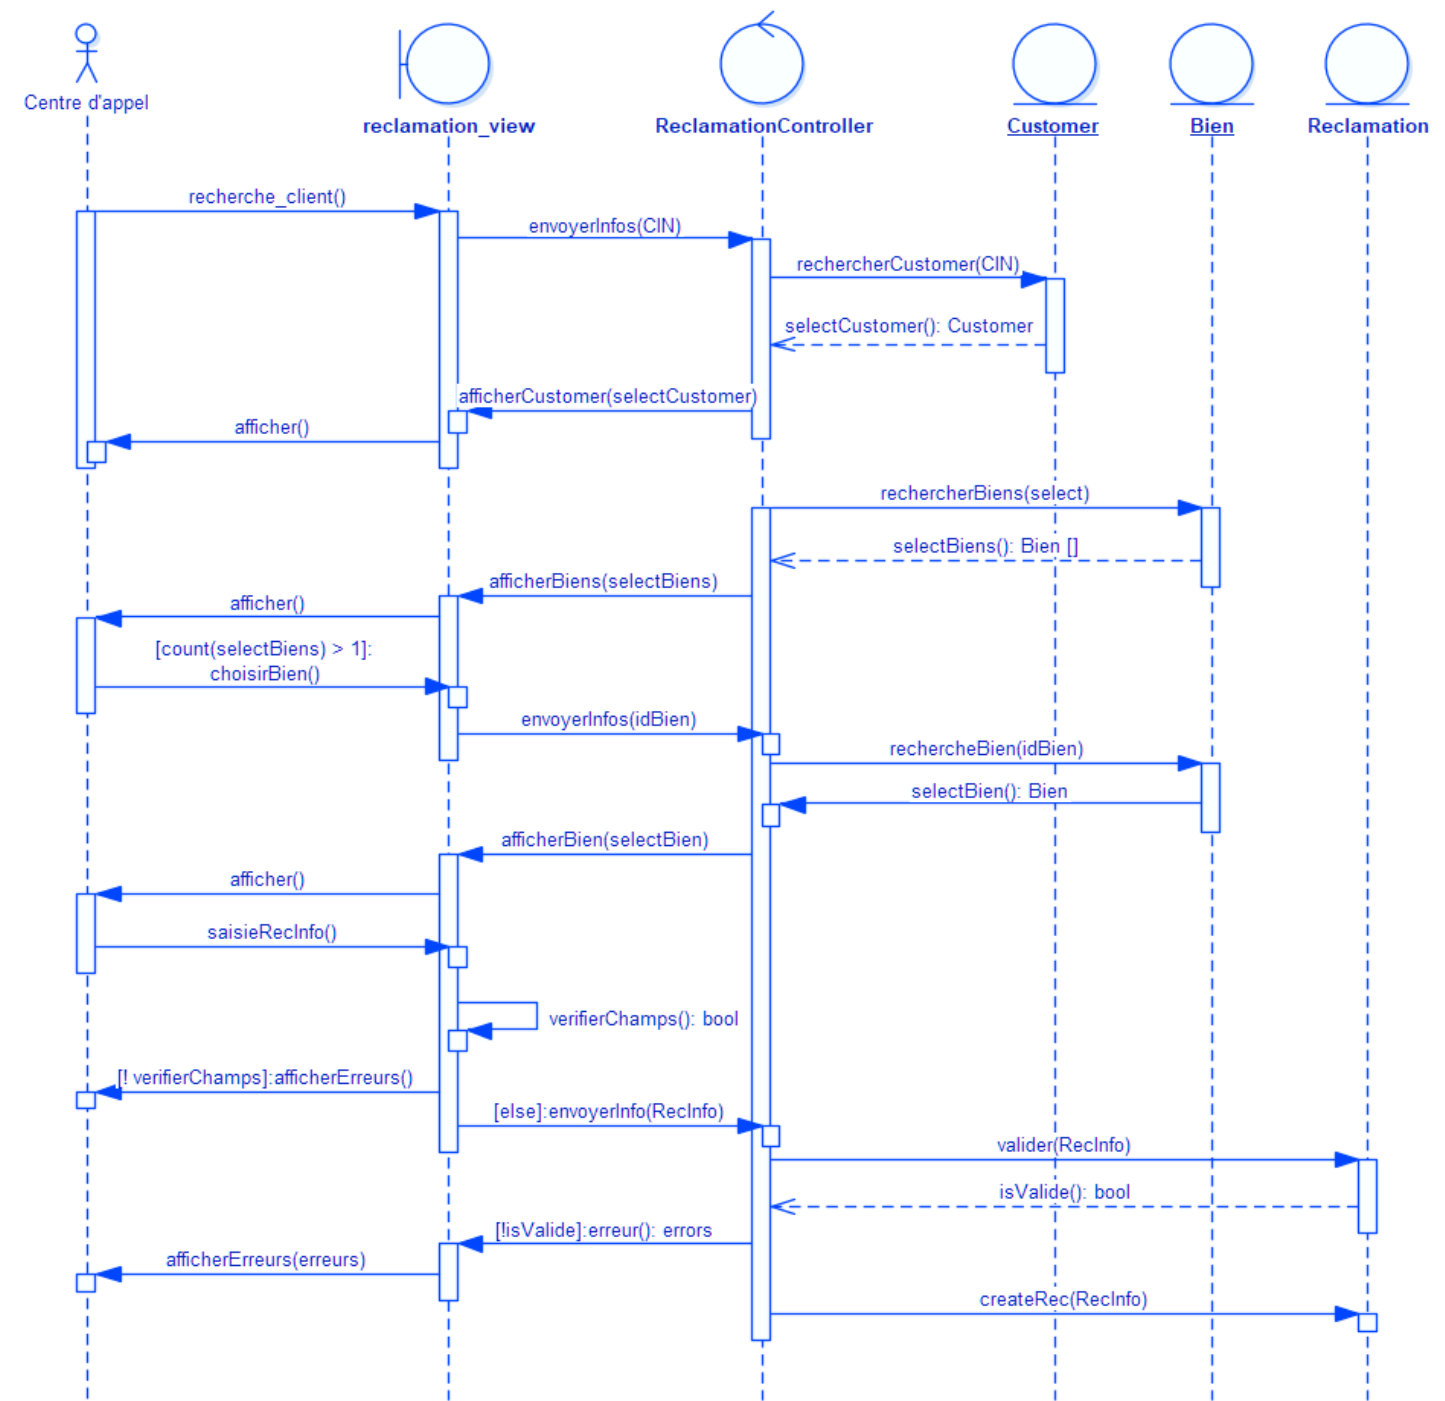 Centre d'appel
reclamation_view
ReclamationController
Customer
Bien
Reclamation
recherche_client()
envoyerInfos(CIN)
rechercherCustomer(CIN)
selectCustomer(): Customer
afficherCustomer(selectCustomer)
afficher()
rechercherBiens(select)
selectBiens(): Bien []
afficherBiens(selectBiens)
afficher()
[count(selectBiens) > 1]:
choisirBien()
envoyerInfos(idBien)
rechercheBien(idBien)
selectBien(): Bien
afficherBien(selectBien)
afficher()
saisieRecInfo()
verifierChamps(): bool
[! verifierChamps]:afficherErreurs()
[else]:envoyerInfo(RecInfo)
valider(RecInfo)
isValide(): bool
[!isValide]:erreur(): errors
afficherErreurs(erreurs)
createRec(RecInfo)